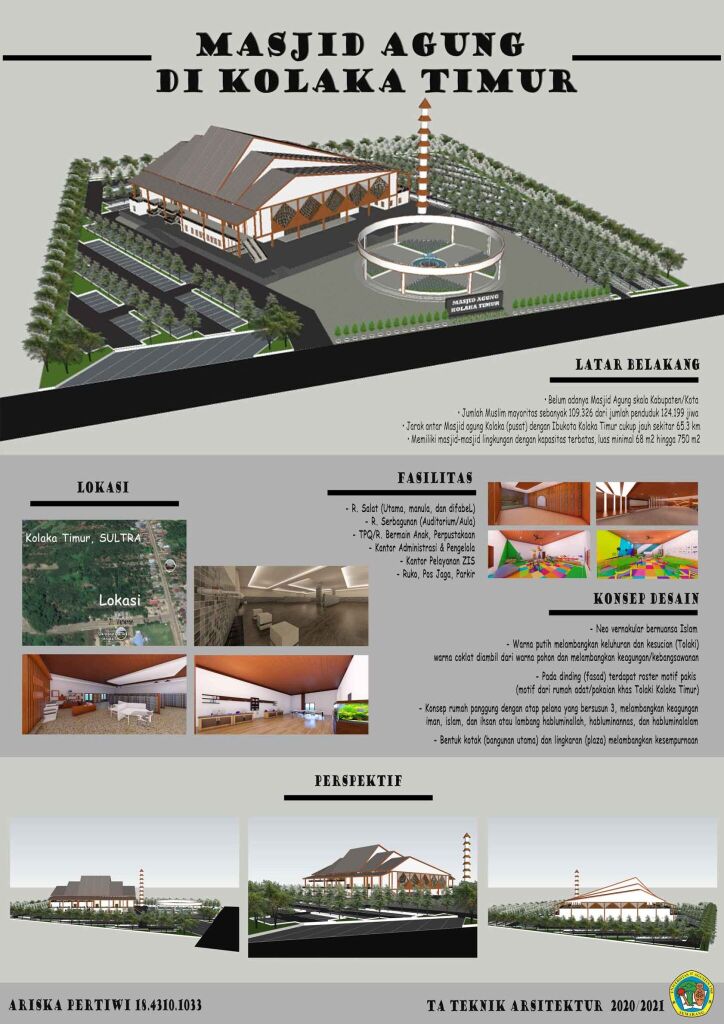 MASJID AGUNG
DI KOLAKA TIMUR
MASJID AGUNG
KOLAKA TIMUR
LATAR BELAKANG
• Belum adanya Masjid Agung skala Kabupaten/Kota
• Jumlah Muslim mayoritas sebanyak 109.326 dari jumlah penduduk 124.199 jiwa
• Jarak antar Masjid agung Kolaka (pusat) dengan Ibukota Kolaka Timur cukup jauh sekitar 65.3 km
• Memiliki masjid-masjid lingkungan dengan kapasitas terbatas, luas minimal 68 m2 hingga 750 m2
LOKASI
Kolaka Timur, SULTRA
Lokasi
FASILITAS
- R. Salat (Utama, manula, dan difabeL)
- R. Serbagunan (Auditarium/Aula)
- TPQ/R. Bermain Anak, Perpustakaan
- Kantor Administrasi & Pengelola
- Kantor Pelayanan ZIS
- Ruko, Pos Jaga, Parkir
KONSEP DESAIN
- Neo vernakular bernuansa Islam
- Warna putih melambangkan keluhuran dan kesucian (Tolaki)
warna coklat diambil dari warna pohon dan melambangkan keagungan/kebangsawanan
- Pada dinding (fasad) terdapat roster motif pakis
(motif dari rumah adat/pakaian khas Tolaki Kolaka Timur)
- Konsep rumah panggung dengan atap pelana yang bersusun 3, melambangkan keagungan
iman, islam, dan ihsan atau lambang habluminallah, habluminannas, dan habluminalalam
- Bentuk kotak (bangunan utama) dan lingkaran (plaza) melambangkan kesempurnaan
PERSPEKTIF
ARISKA PERTIWI 18.4310.1033
TA TEKNIK ARSITEKTUR 2020/2021
SEMARANG